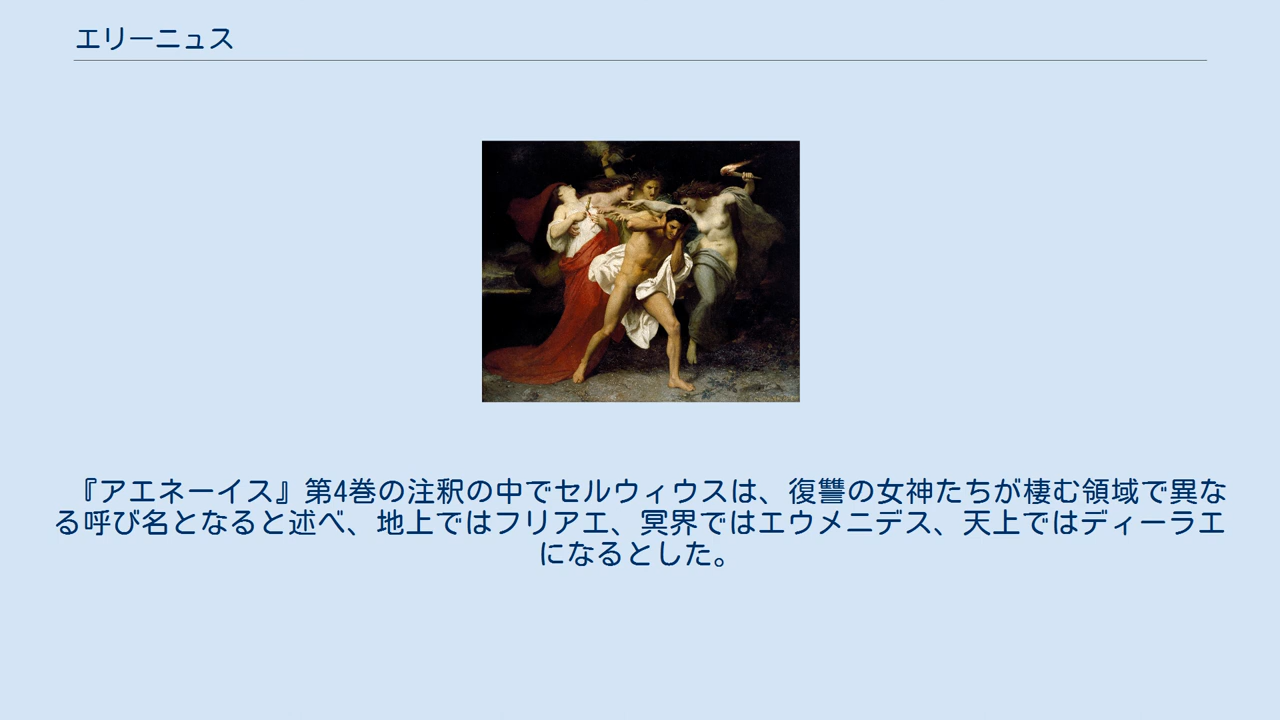 エリーニュス
『アエネーイス』第4巻の注釈の中でセルウィウスは、復讐の女神たちが棲む領域で異な
る呼び名となると述べ、地上ではフリアエ、冥界ではエウメニデス、天上ではディーラエ
になるとした。